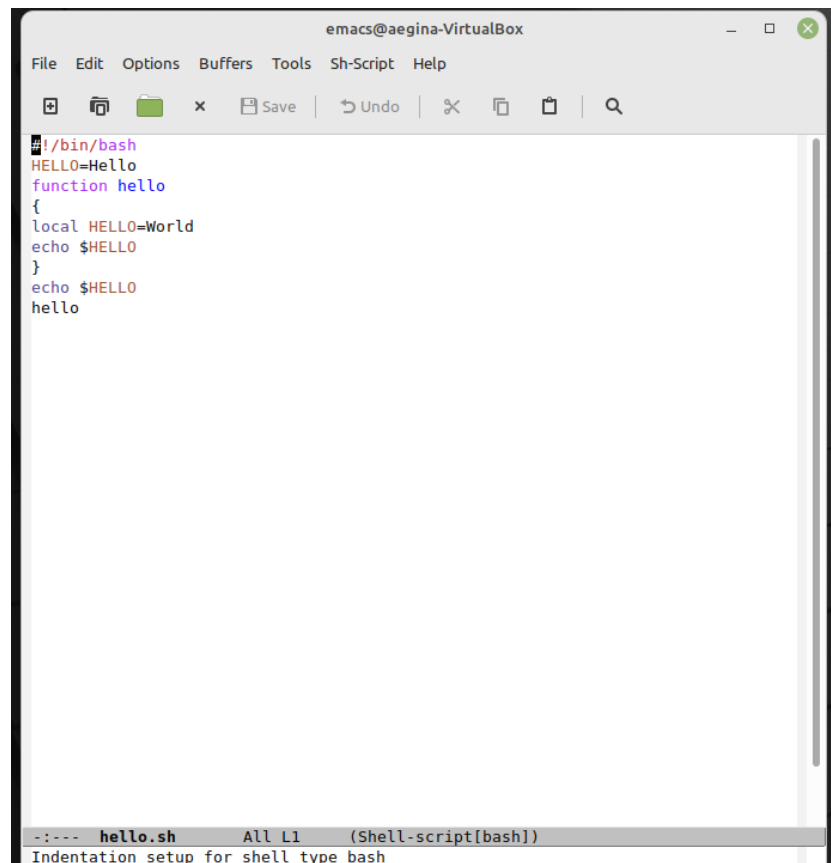 emacs@aegina-VirtualBox
File Edit Options Buffers Tools Sh-Script Help
Save Undo
#!/bin/bash
HELLO=Hello
function hello
{
local HELLO=World
echo $HELLO
}
echo $HELLO
hello
-:--- hello.sh All L1 (Shell-script[bash])
Indentation setup for shell type bash